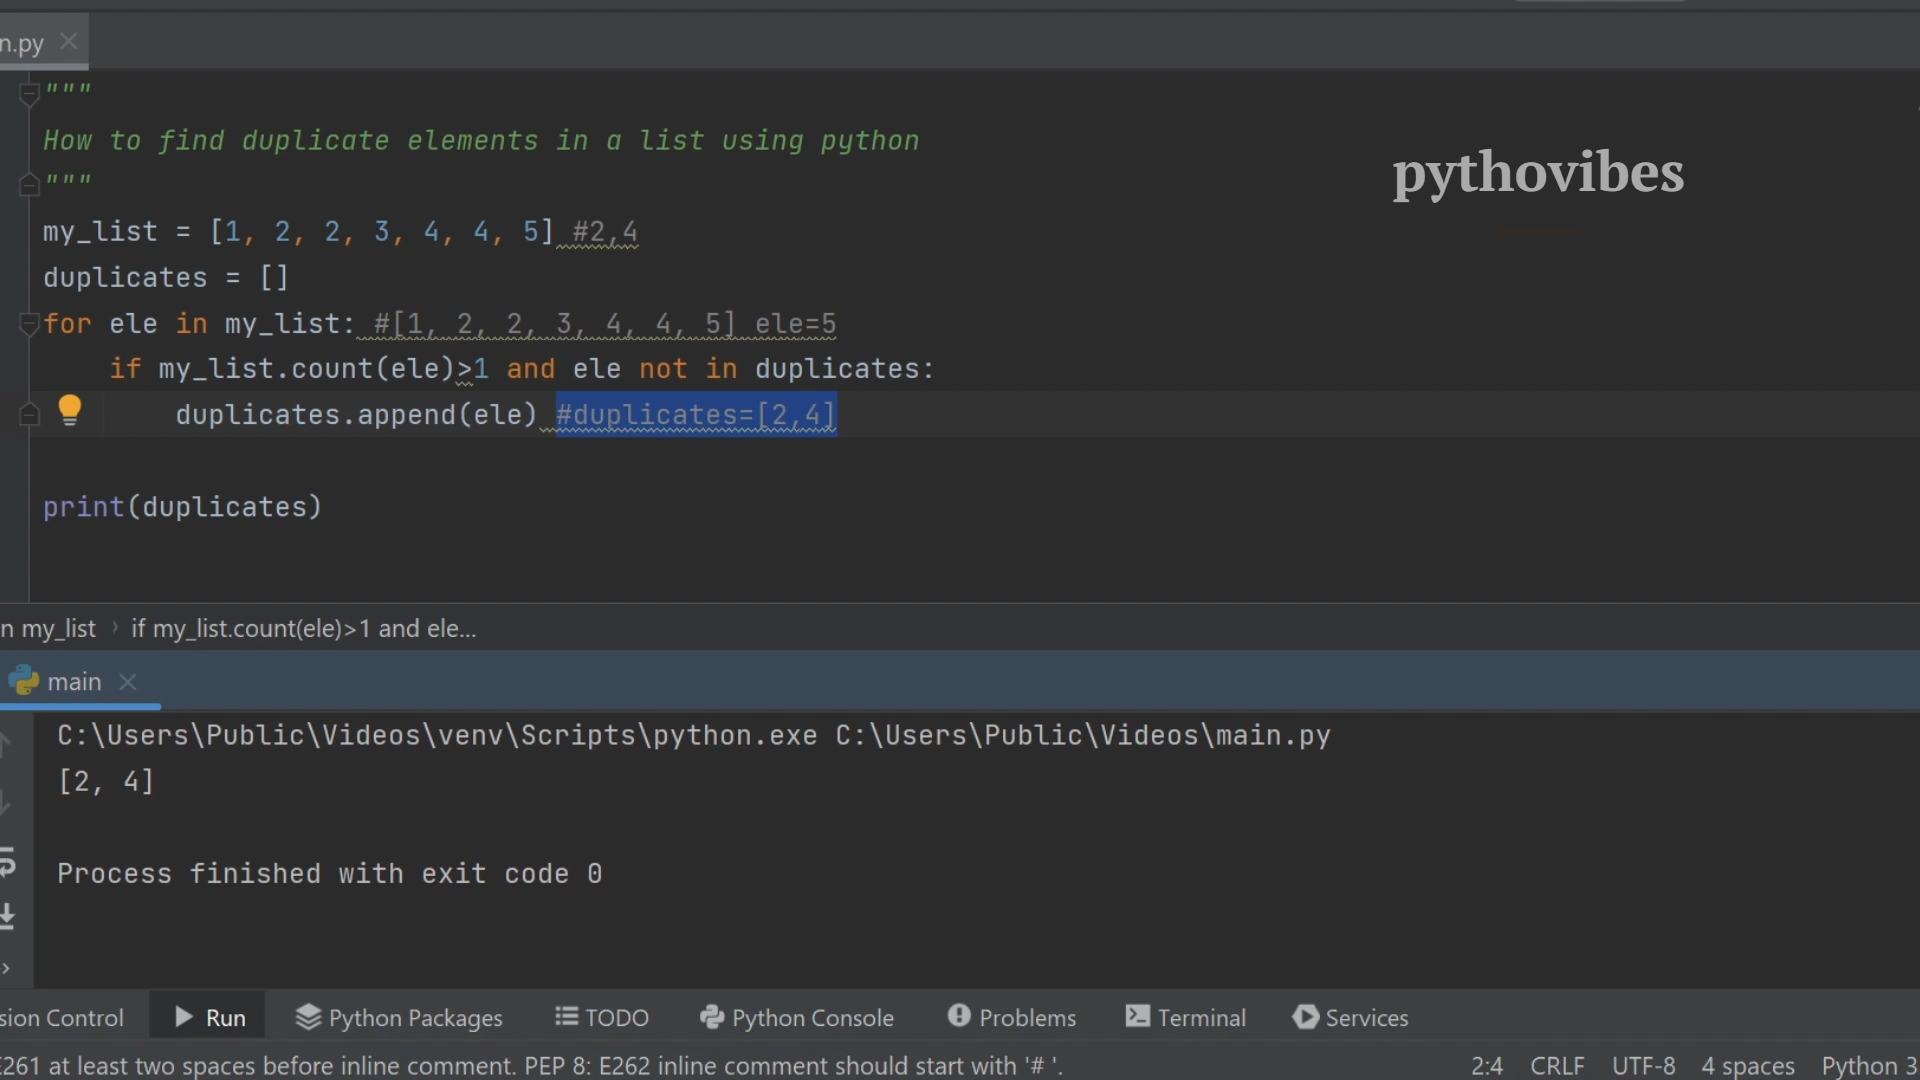 n.py
"""
How to find duplicate elements in a list using python
"""
pythovibes
my_list = [1, 2, 2, 3, 4, 4, 5] #2,4
duplicates = []
for ele in my_list: #[1, 2, 2, 3, 4, 4, 5] ele=5
if my_list.count(ele)>1 and ele not in duplicates:
duplicates.append(ele) #duplicates=[2,4]
print(duplicates)
n my_list › if my_list.count(ele)>1 and ele...
main
C:\Users\Public\Videos\venv\Scripts\python.exe C:\Users\Public\Videos\main.py
[2, 4]
Process finished with exit code 0
sion Control Run Python Packages TODO Python Console Problems Terminal Services
E261 at least two spaces before inline comment. PEP 8: E262 inline comment should start with '# '. 2:4 CRLF UTF-8 4 spaces Python 3